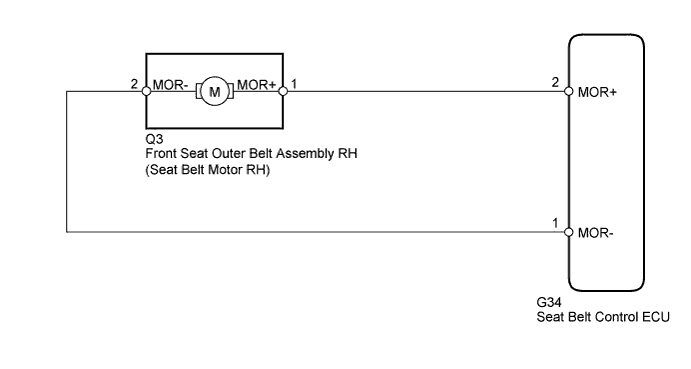 2 MOR- M MOR+ 1
2 MOR+
Q3
Front Seat Outer Belt Assembly RH
(Seat Belt Motor RH)
1 MOR-
G34
Seat Belt Control ECU